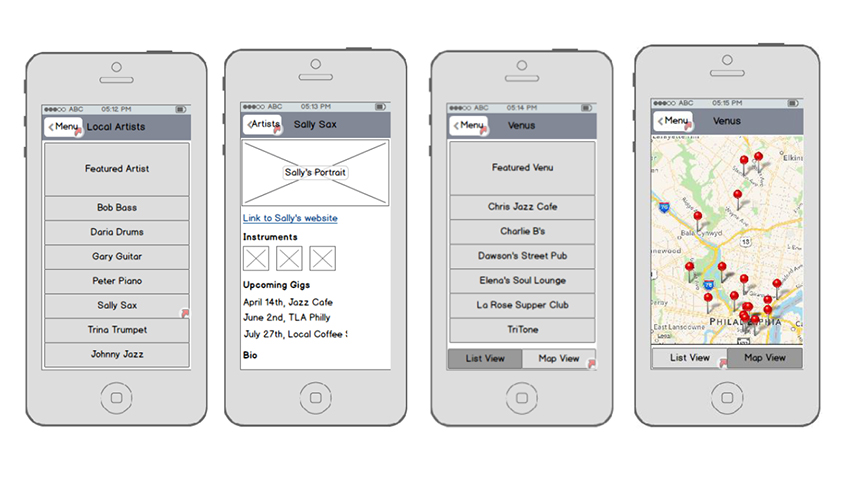 ABC 05:12 PM
Menu Local Artists
Featured Artist
Bob Bass
Daria Drums
Gary Guitar
Peter Piano
Sally Sax
Trina Trumpet
Johnny Jazz
ABC 05:13 PM
Artists Sally Sax
Sally's Portrait
Link to Sally's website
Instruments
Upcoming Gigs
April 14th, Jazz Cafe
June 2nd, TLA Philly
July 27th, Local Coffee
Bio
ABC 05:14 PM
Menu Venus
Featured Venu
Chris Jazz Cafe
Charlie B's
Dawson's Street Pub
Elena's Soul Lounge
La Rose Supper Club
TriTone
List View Map View
ABC 05:15 PM
Menu Venus
Elkins
76
Bala Cynwyd
13
76
PHILADELPHIA
East Lansdowne
List View Map View